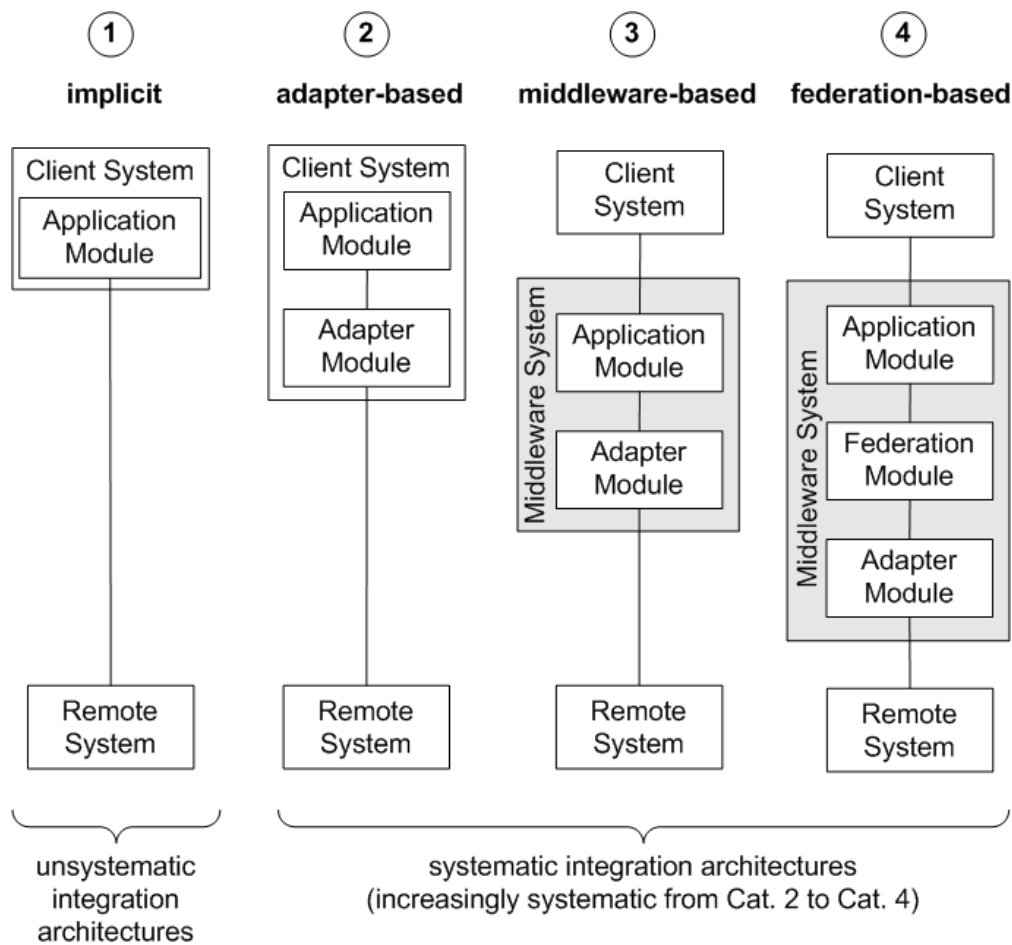 1
implicit
Client System
Application
Module
Remote
System
unsystematic
integration
architectures
2
adapter-based
Client System
Application
Module
Adapter
Module
Remote
System
3
middleware-based
Client
System
Middleware System
Application
Module
Adapter
Module
Remote
System
4
federation-based
Client
System
Middleware System
Application
Module
Federation
Module
Adapter
Module
Remote
System
systematic integration architectures
(increasingly systematic from Cat. 2 to Cat. 4)